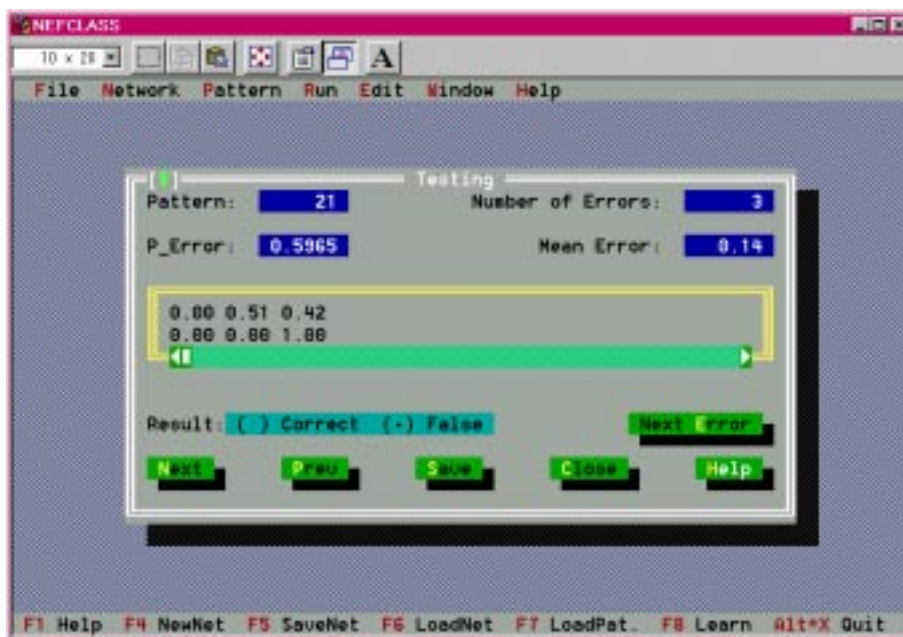 NEFCLASS
10 x 20 A
File Network Pattern Run Edit Window Help
Testing
Pattern: 21 Number of Errors: 3
P_Error: 0.5965 Mean Error: 0.14
0.00 0.51 0.42
0.00 0.00 1.00
Result: ( ) Correct (•) False Next Error
Next Prev Save Close Help
F1 Help F4 NewNet F5 SaveNet F6 LoadNet F7 LoadPat. F8 Learn Alt+X Quit